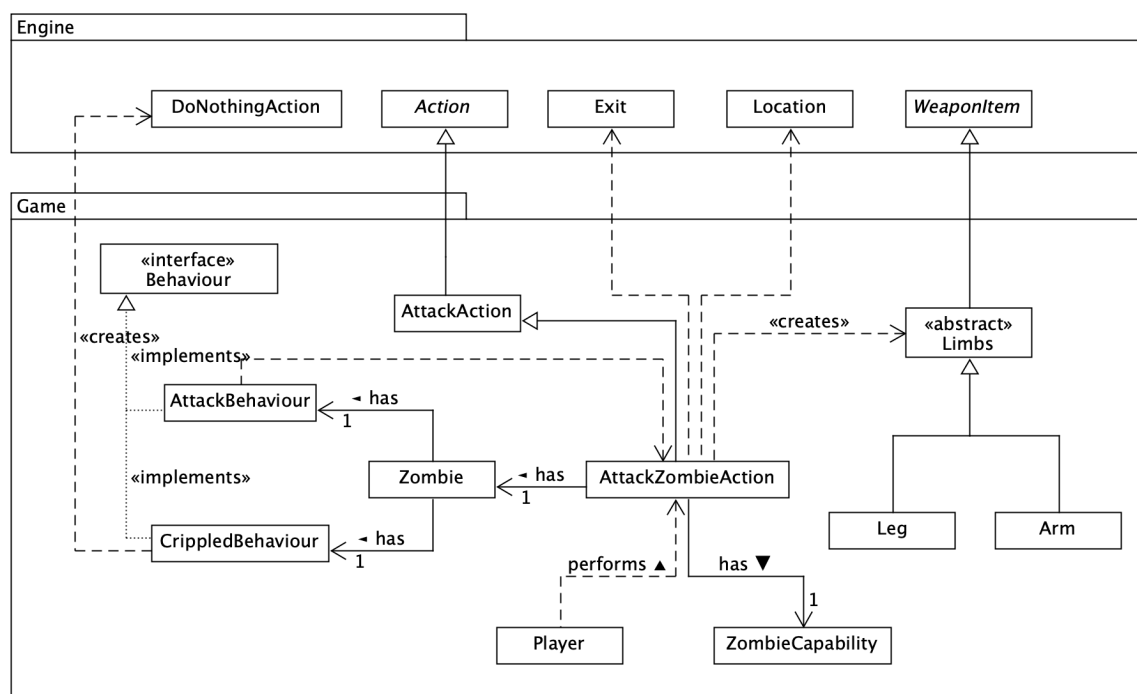 Engine
DoNothingAction
Action
Exit
Location
WeaponItem
Game
«interface»
Behaviour
AttackAction
«creates»
«abstract»
Limbs
«creates»
«implements»
AttackBehaviour
◄ has
1
Zombie
◄ has
1
AttackZombieAction
«implements»
CrippledBehaviour
◄ has
1
Leg
Arm
performs ▲
has ▼
1
Player
ZombieCapability